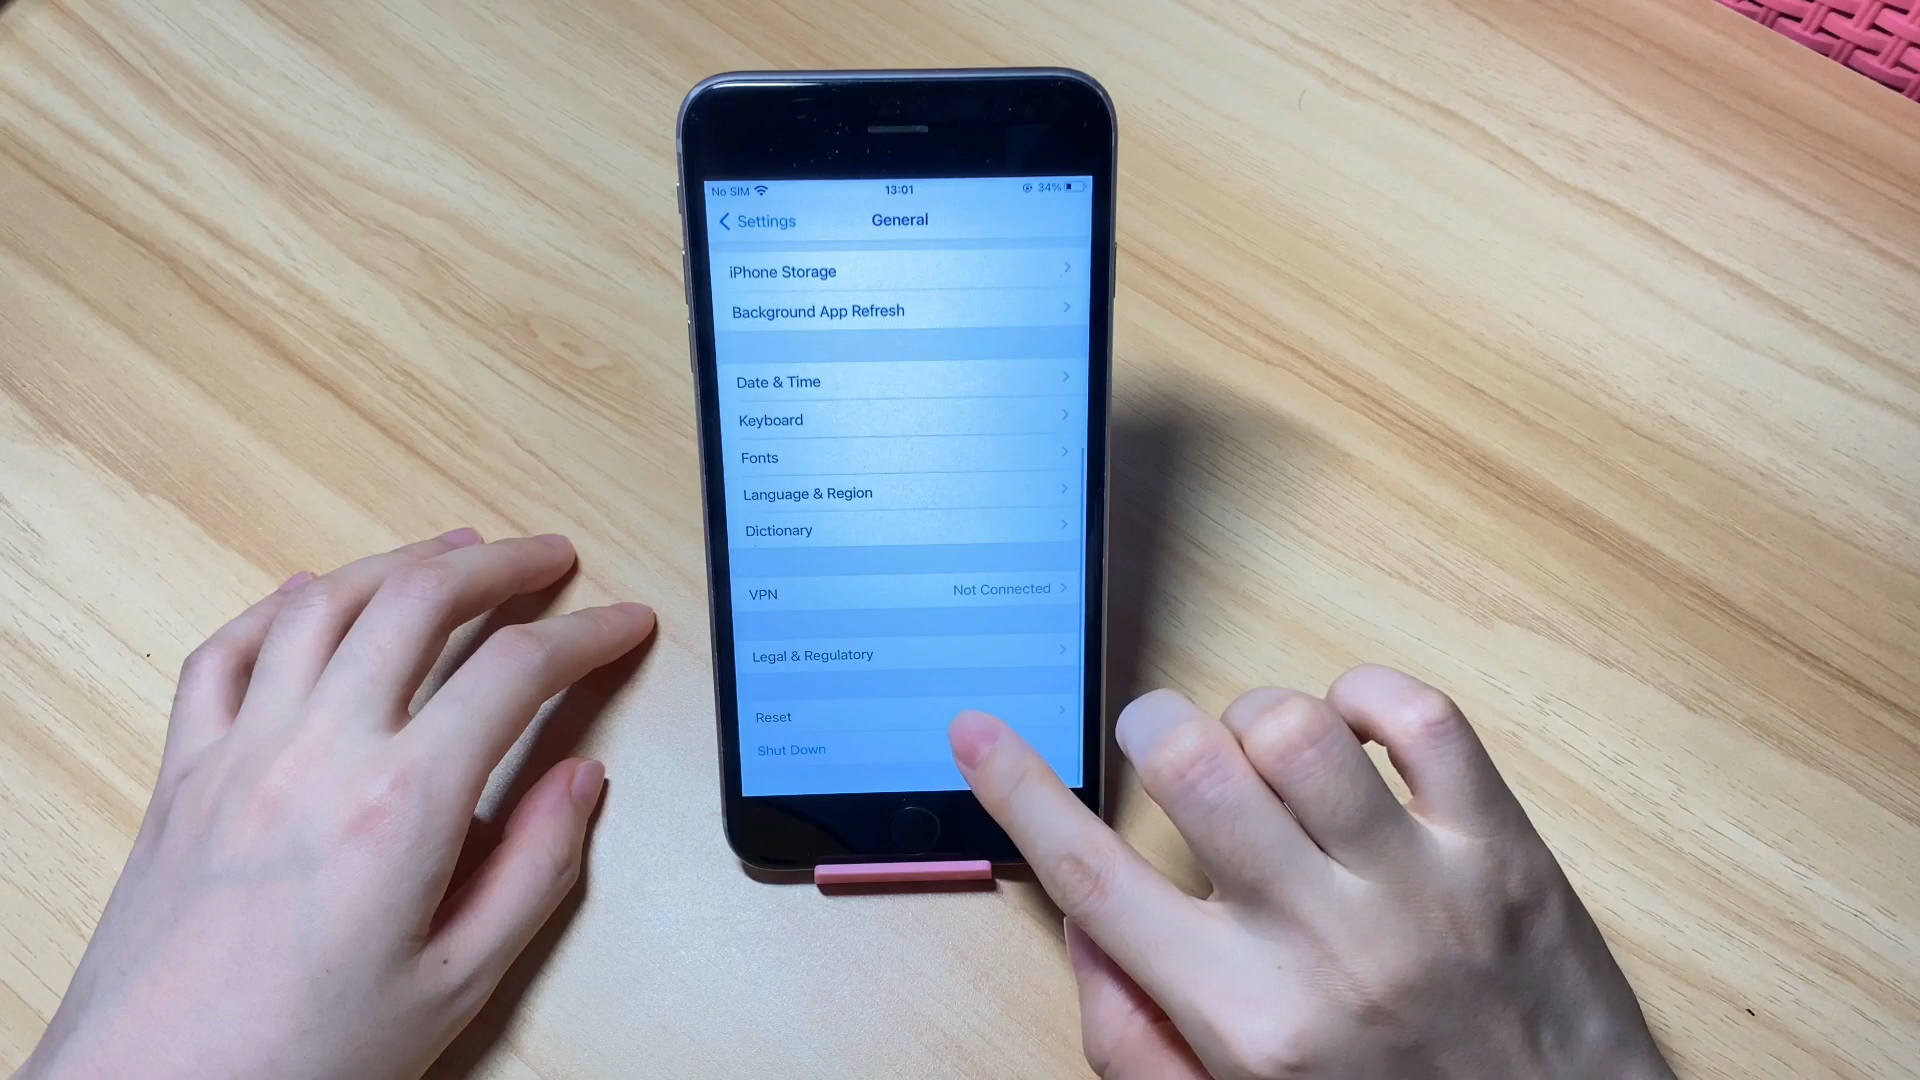 No SIM 13:01 34%
Settings General
iPhone Storage
Background App Refresh
Date & Time
Keyboard
Fonts
Language & Region
Dictionary
VPN Not Connected
Legal & Regulatory
Reset
Shut Down